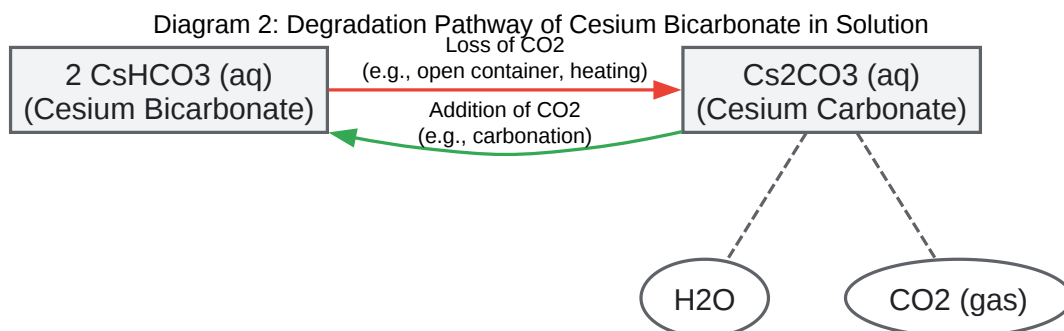 Diagram 2: Degradation Pathway of Cesium Bicarbonate in Solution
Loss of CO2
(e.g., open container, heating)
2 CsHCO3 (aq)
(Cesium Bicarbonate)
Cs2CO3 (aq)
(Cesium Carbonate)
Addition of CO2
(e.g., carbonation)
H2O
CO2 (gas)